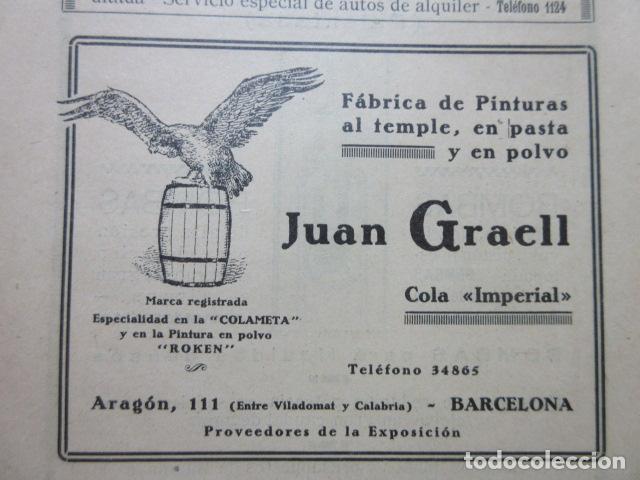 Servicio especial de autos de alquiler - Teléfono 1124
Fábrica de Pinturas
al temple, en pasta
y en polvo
Juan Graell
Cola «Imperial»
Marca registrada
Especialidad en la "COLAMETA"
y en la Pintura en polvo
"ROKEN"
Teléfono 34865
Aragón, 111 (Entre Viladomat y Calabria) - BARCELONA
Proveedores de la Exposición
todocoleccion.net